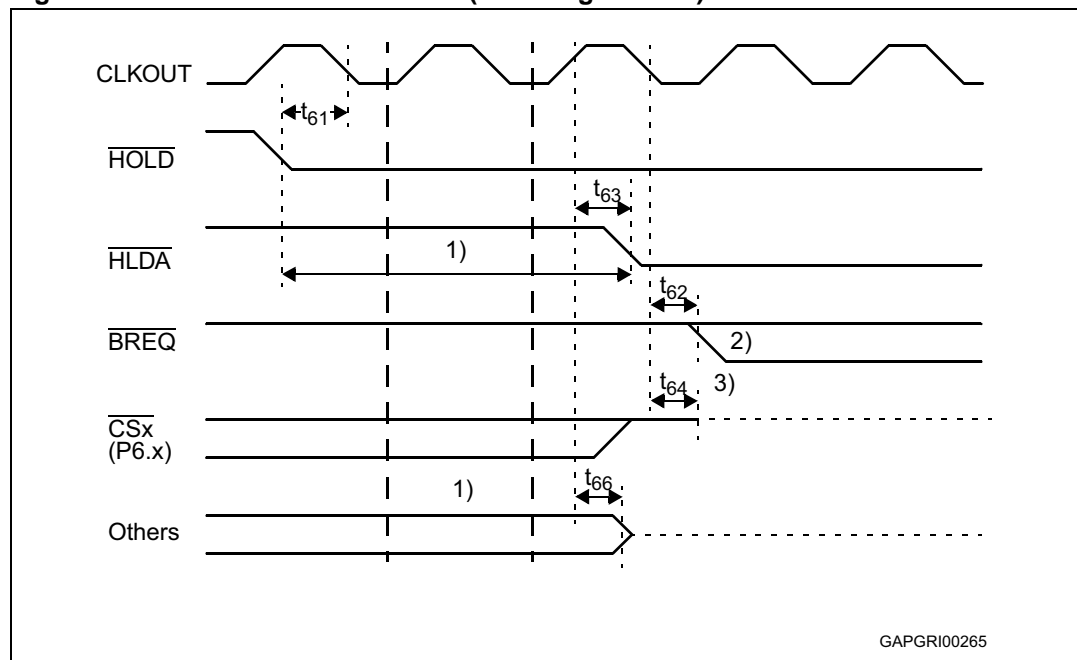 CLKOUT
t61
HOLD
t63
1)
HLDA
t62
BREQ
2)
t64
3)
CSx
(P6.x)
1)
t66
Others
GAPGRI00265